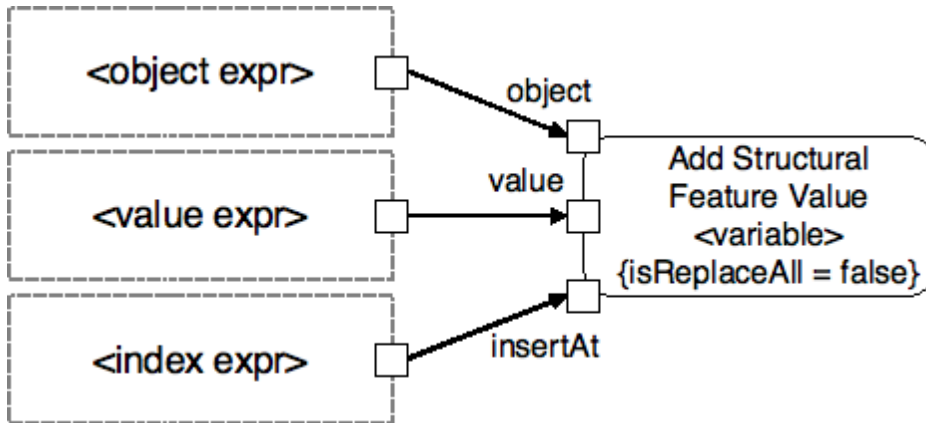 <object expr>
object
<value expr>
value
Add Structural
Feature Value
<variable>
{isReplaceAll = false}
<index expr>
insertAt